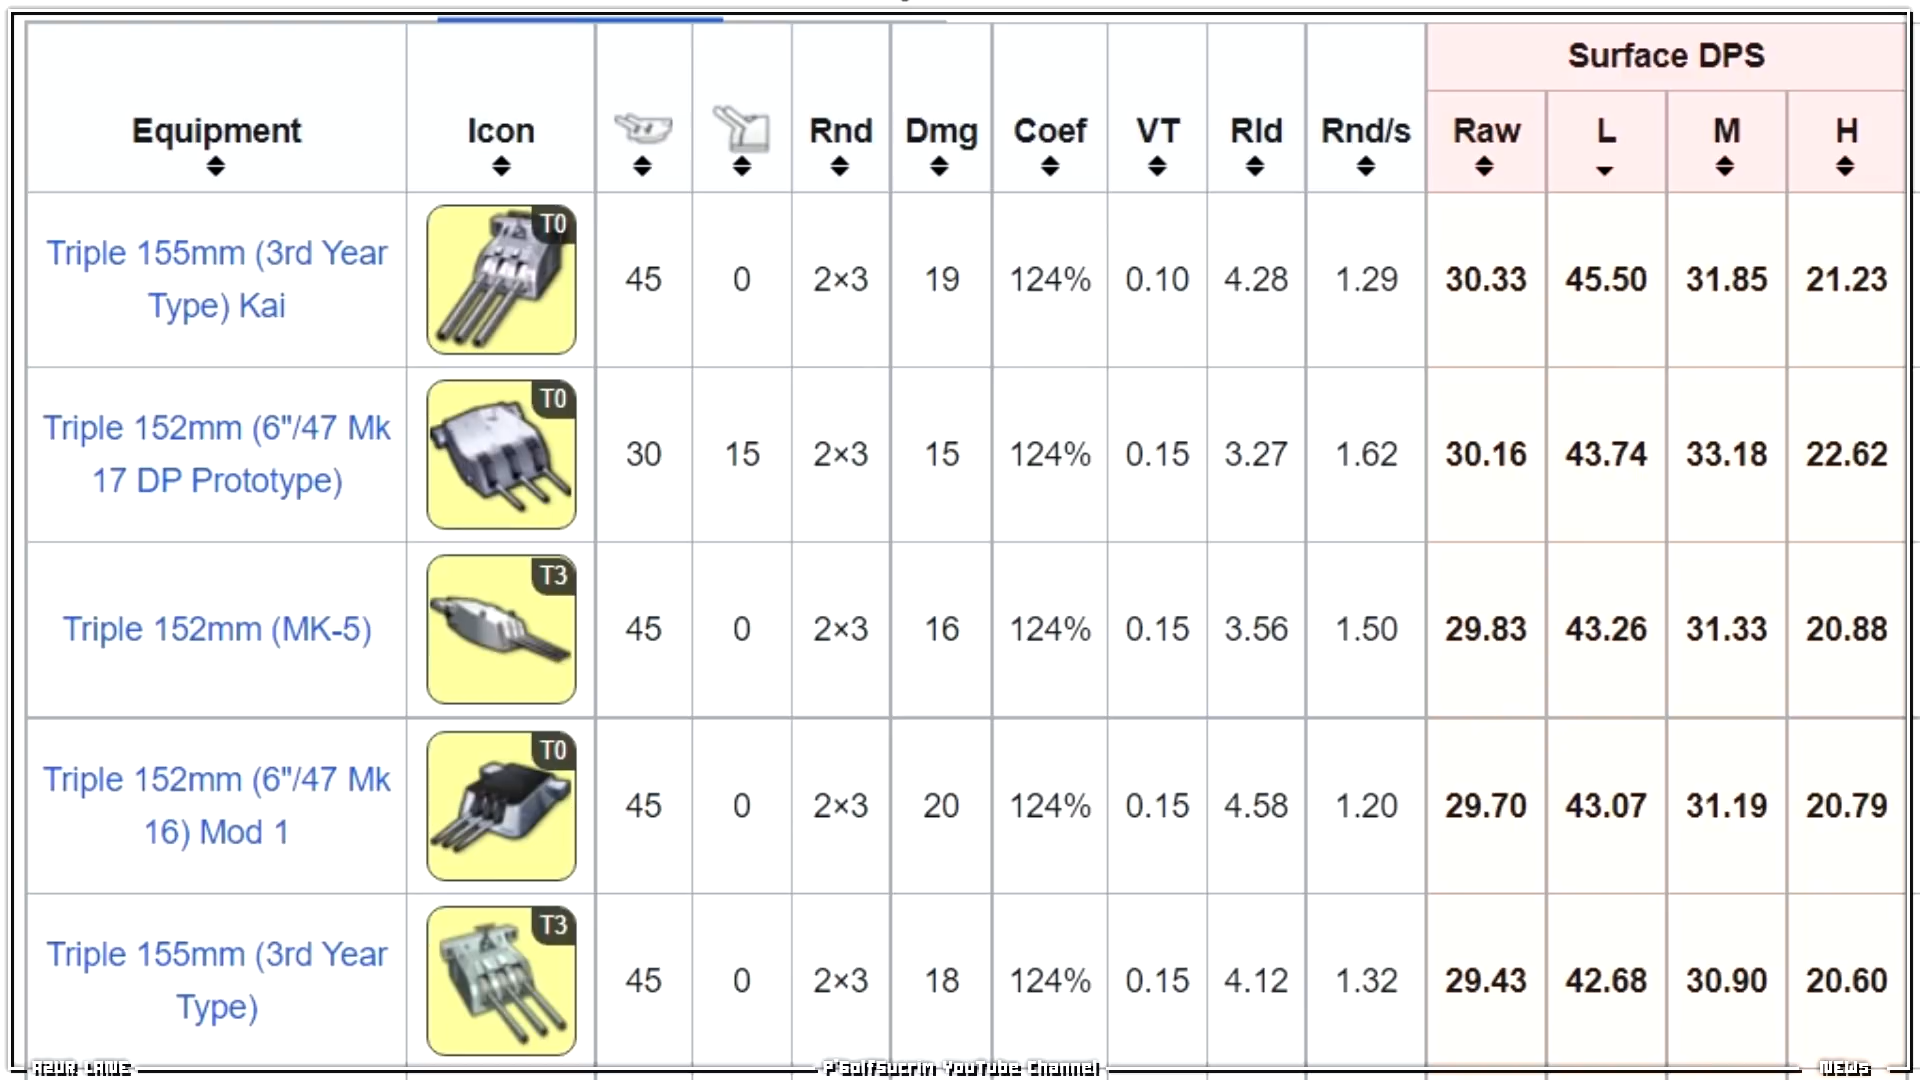 Surface DPS
Equipment Icon Rnd Dmg Coef VT Rld Rnd/s Raw L M H
Triple 155mm (3rd Year
Type) Kai
T0
45 0 2×3 19 124% 0.10 4.28 1.29 30.33 45.50 31.85 21.23
Triple 152mm (6"/47 Mk
17 DP Prototype)
T0
30 15 2×3 15 124% 0.15 3.27 1.62 30.16 43.74 33.18 22.62
Triple 152mm (MK-5)
T3
45 0 2×3 16 124% 0.15 3.56 1.50 29.83 43.26 31.33 20.88
Triple 152mm (6"/47 Mk
16) Mod 1
T0
45 0 2×3 20 124% 0.15 4.58 1.20 29.70 43.07 31.19 20.79
Triple 155mm (3rd Year
Type)
T3
45 0 2×3 18 124% 0.15 4.12 1.32 29.43 42.68 30.90 20.60
AZUR LANE
P'SalfSucrin YouTube Channel
NEWS